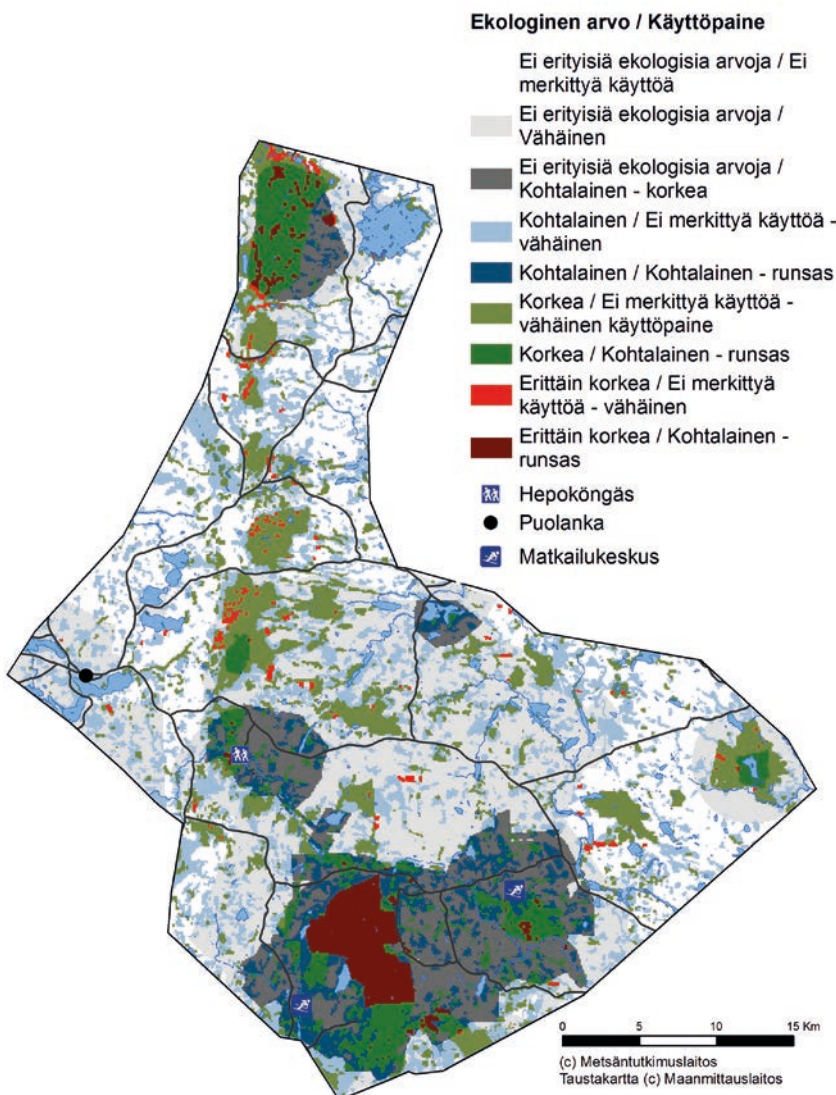 Ekologinen arvo / Käyttöpaine
Ei erityisiä ekologisia arvoja / Ei
merkittyä käyttöä
Ei erityisiä ekologisia arvoja /
Vähäinen
Ei erityisiä ekologisia arvoja /
Kohtalainen - korkea
Kohtalainen / Ei merkittyä käyttöä -
vähäinen
Kohtalainen / Kohtalainen - runsas
Korkea / Ei merkittyä käyttöä -
vähäinen käyttöpaine
Korkea / Kohtalainen - runsas
Erittäin korkea / Ei merkittyä
käyttöä - vähäinen
Erittäin korkea / Kohtalainen -
runsas
Hepoköngäs
Puolanka
Matkailukeskus
0 5 10 15 Km
(c) Metsäntutkimuslaitos
Taustakartta (c) Maanmittauslaitos